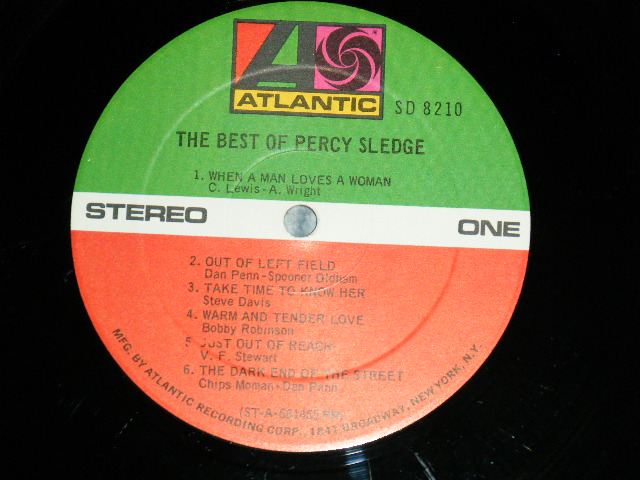 ATLANTIC
SD 8210
THE BEST OF PERCY SLEDGE
1. WHEN A MAN LOVES A WOMAN
C. Lewis-A. Wright
STEREO
ONE
2. OUT OF LEFT FIELD
Dan Penn-Spooner Oldham
3. TAKE TIME TO KNOW HER
Steve Davis
4. WARM AND TENDER LOVE
Bobby Robinson
5 JUST OUT OF REACH
V. F. Stewart
6. THE DARK END OF THE STREET
Chips Moman-Dan Penn
MFG. BY ATLANTIC RECORDING CORP., 1841 BROADWAY, NEW YORK, N.Y.